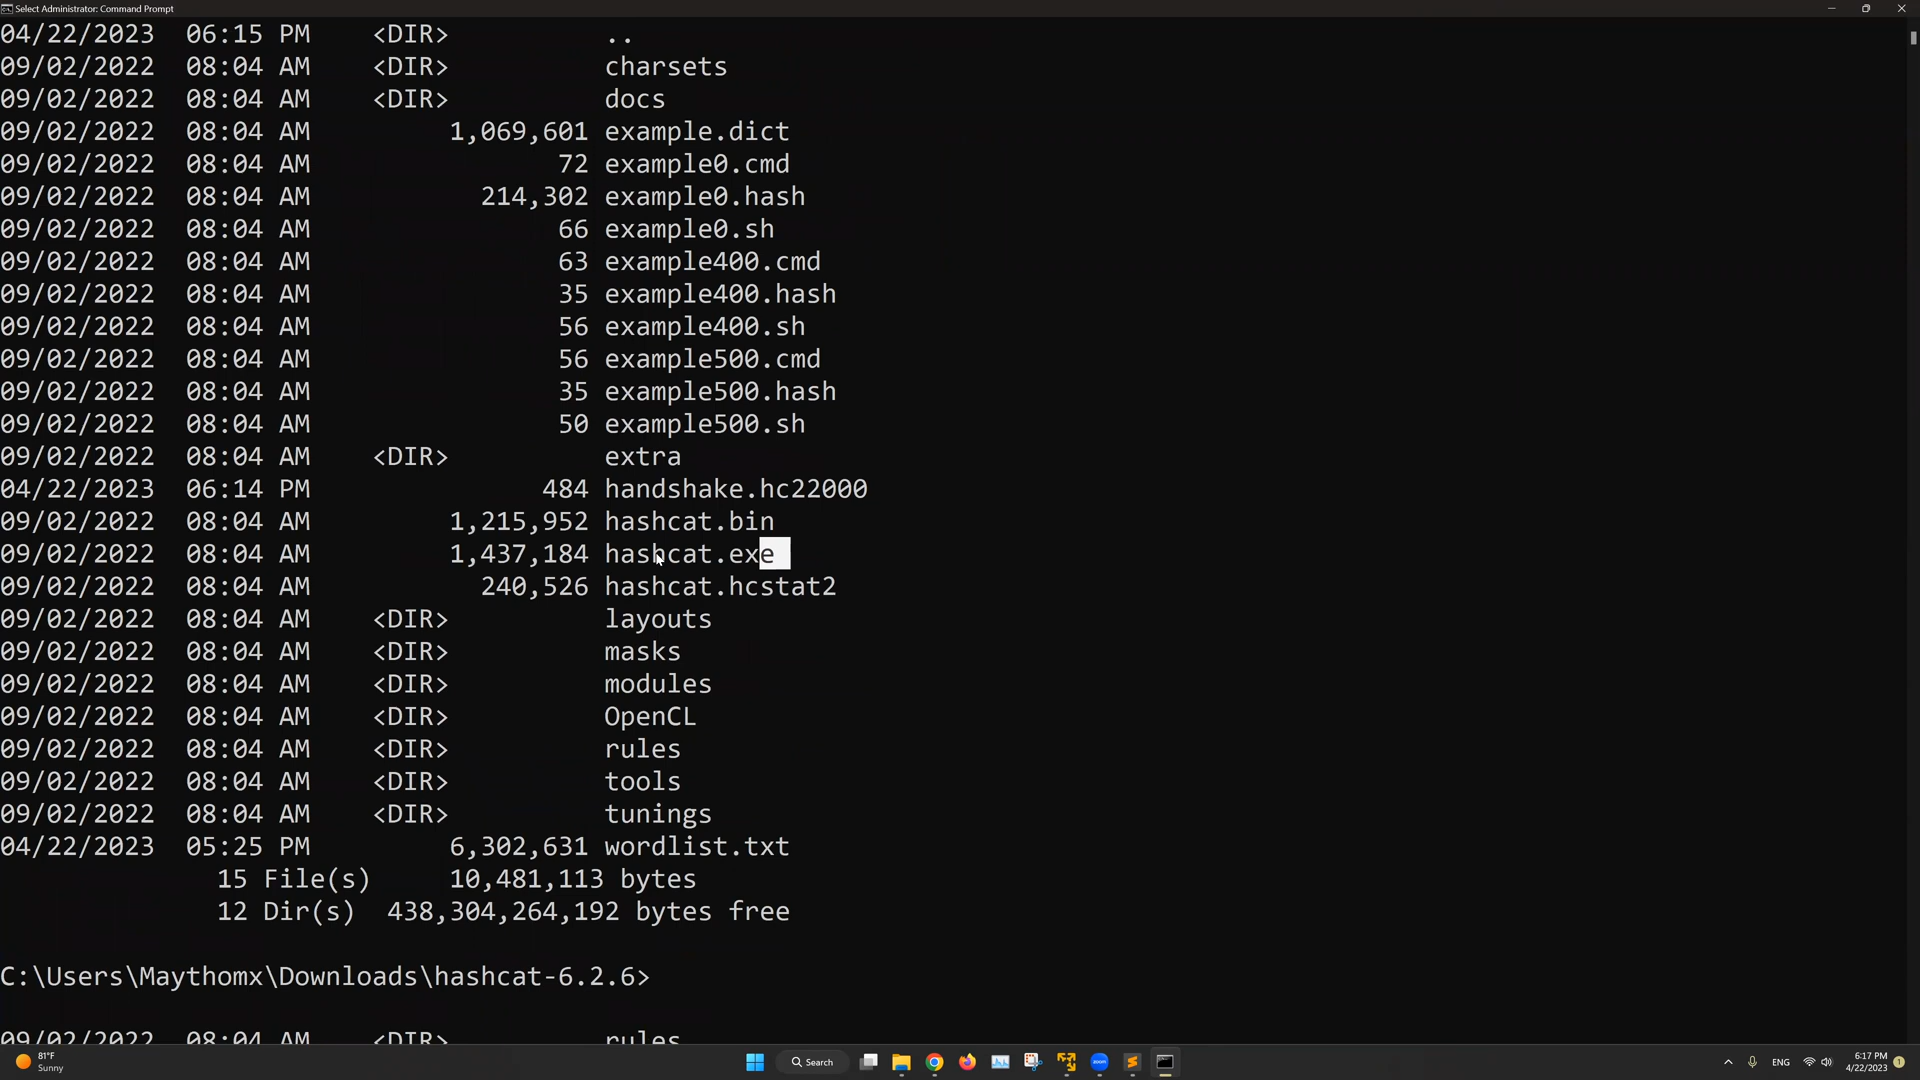 Select Administrator: Command Prompt
04/22/2023  06:15 PM    <DIR>          ..
09/02/2022  08:04 AM    <DIR>          charsets
09/02/2022  08:04 AM    <DIR>          docs
09/02/2022  08:04 AM         1,069,601 example.dict
09/02/2022  08:04 AM                72 example0.cmd
09/02/2022  08:04 AM           214,302 example0.hash
09/02/2022  08:04 AM                66 example0.sh
09/02/2022  08:04 AM                63 example400.cmd
09/02/2022  08:04 AM                35 example400.hash
09/02/2022  08:04 AM                56 example400.sh
09/02/2022  08:04 AM                56 example500.cmd
09/02/2022  08:04 AM                35 example500.hash
09/02/2022  08:04 AM                50 example500.sh
09/02/2022  08:04 AM    <DIR>          extra
04/22/2023  06:14 PM               484 handshake.hc22000
09/02/2022  08:04 AM         1,215,952 hashcat.bin
09/02/2022  08:04 AM         1,437,184 hashcat.exe
09/02/2022  08:04 AM           240,526 hashcat.hcstat2
09/02/2022  08:04 AM    <DIR>          layouts
09/02/2022  08:04 AM    <DIR>          masks
09/02/2022  08:04 AM    <DIR>          modules
09/02/2022  08:04 AM    <DIR>          OpenCL
09/02/2022  08:04 AM    <DIR>          rules
09/02/2022  08:04 AM    <DIR>          tools
09/02/2022  08:04 AM    <DIR>          tunings
04/22/2023  05:25 PM         6,302,631 wordlist.txt
15 File(s)     10,481,113 bytes
12 Dir(s)  438,304,264,192 bytes free
C:\Users\Maythomx\Downloads\hashcat-6.2.6>
09/02/2022  08:04 AM    <DIR>          rules
81°F
Sunny
Search
ENG
6:17 PM
4/22/2023
1